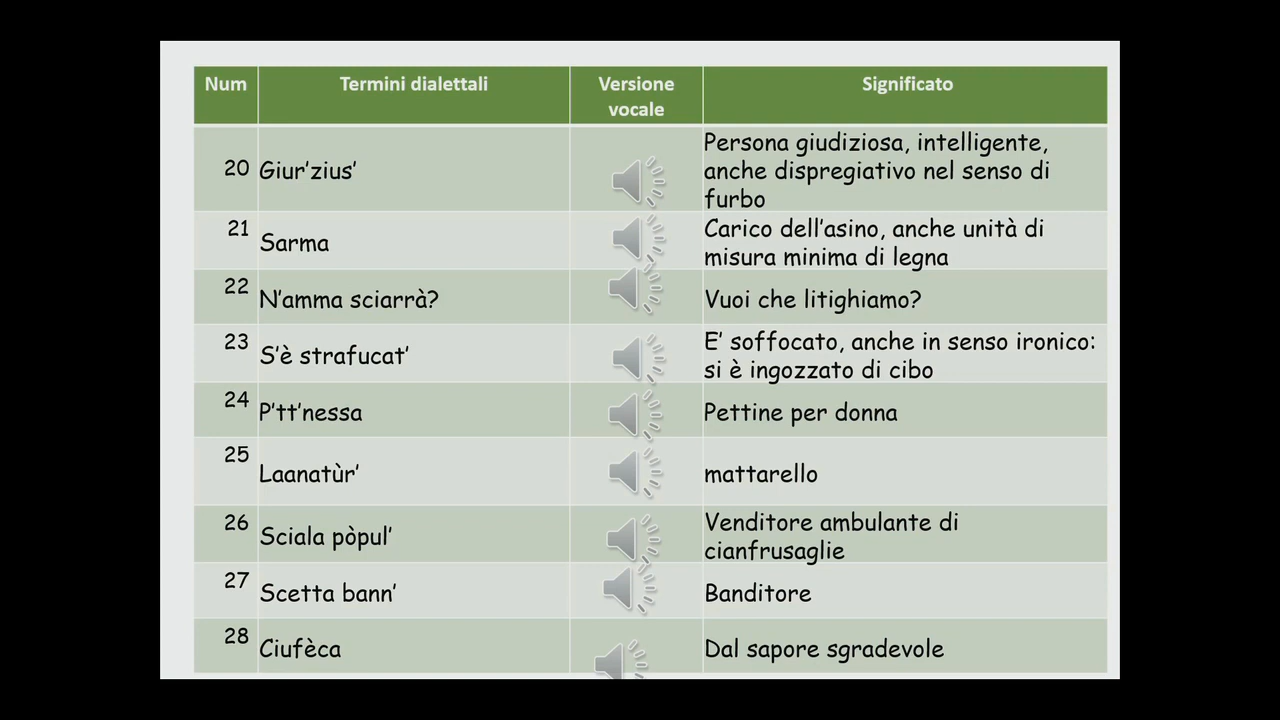 Num Termini dialettali Versione vocale Significato
20 Giur’zius’ Persona giudiziosa, intelligente,
anche dispregiativo nel senso di
furbo
21 Sarma Carico dell’asino, anche unità di
misura minima di legna
22 N’amma sciarrà? Vuoi che litighiamo?
23 S’è strafucat’ E’ soffocato, anche in senso ironico:
si è ingozzato di cibo
24 P’tt’nessa Pettine per donna
25 Laanatùr’ mattarello
26 Sciala pòpul’ Venditore ambulante di
cianfrusaglie
27 Scetta bann’ Banditore
28 Ciufèca Dal sapore sgradevole